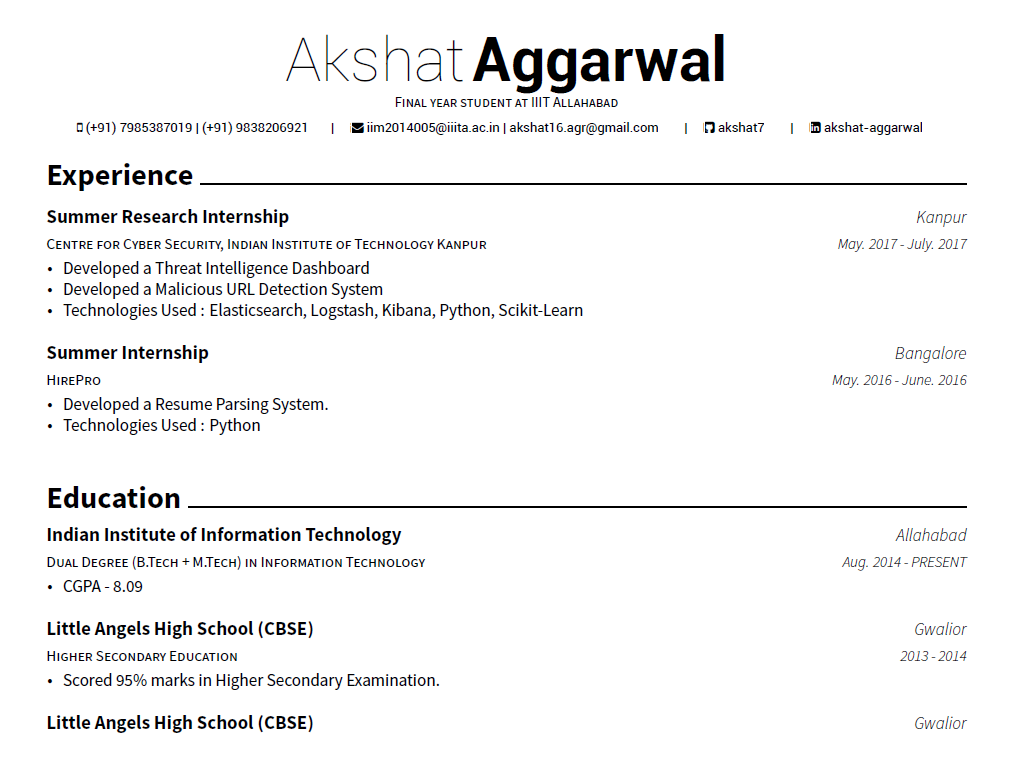 Akshat Aggarwal
Final year student at IIIT Allahabad
(+91) 7985387019 | (+91) 9838206921 | iim2014005@iiita.ac.in | akshat16.agr@gmail.com | akshat7 | akshat-aggarwal
Experience
Summer Research Internship Kanpur
Centre for Cyber Security, Indian Institute of Technology Kanpur May. 2017 - July. 2017
• Developed a Threat Intelligence Dashboard
• Developed a Malicious URL Detection System
• Technologies Used : Elasticsearch, Logstash, Kibana, Python, Scikit-Learn
Summer Internship Bangalore
HirePro May. 2016 - June. 2016
• Developed a Resume Parsing System.
• Technologies Used : Python
Education
Indian Institute of Information Technology Allahabad
Dual Degree (B.Tech + M.Tech) in Information Technology Aug. 2014 - PRESENT
• CGPA - 8.09
Little Angels High School (CBSE) Gwalior
Higher Secondary Education 2013 - 2014
• Scored 95% marks in Higher Secondary Examination.
Little Angels High School (CBSE) Gwalior